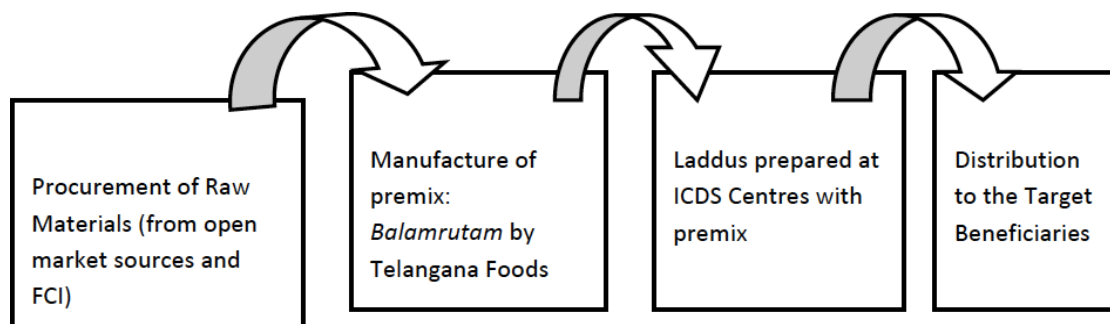 Procurement of Raw
Materials (from open
market sources and
FCI)
Manufacture of
premix:
Balamrutam by
Telangana Foods
Laddus prepared at
ICDS Centres with
premix
Distribution
to the Target
Beneficiaries